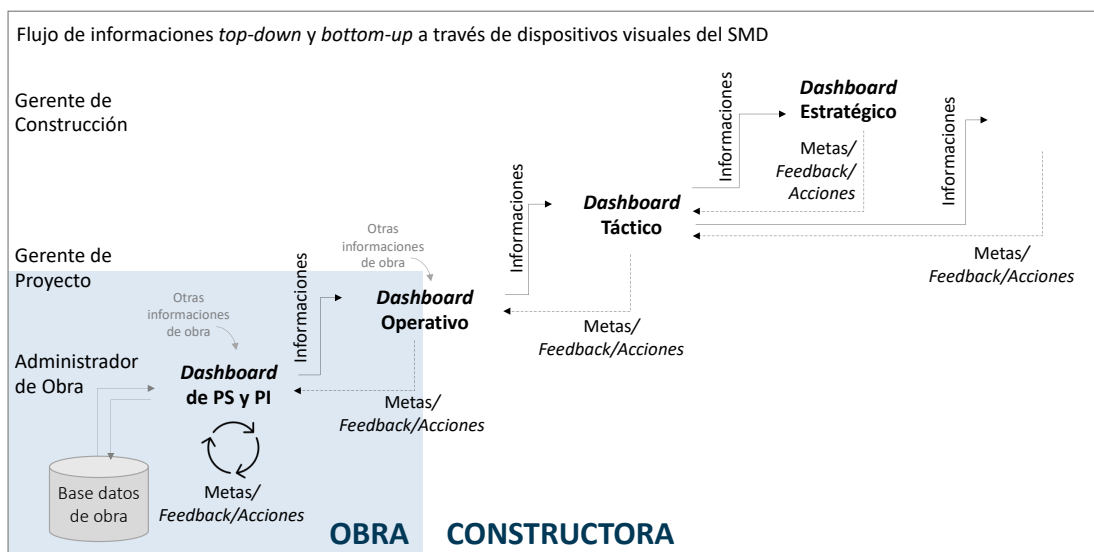 Flujo de informaciones top-down y bottom-up a través de dispositivos visuales del SMD
Gerente de
Construcción
Informaciones
Dashboard
Estratégico
Informaciones
Metas/
Feedback/
Acciones
Informaciones
Dashboard
Táctico
Metas/
Feedback/Acciones
Gerente de
Proyecto
Otras
informaciones
de obra
Informaciones
Dashboard
Operativo
Metas/
Feedback/Acciones
Otras
informaciones
de obra
Administrador
de Obra
Dashboard
de PS y PI
Metas/
Feedback/Acciones
Base datos
de obra
Metas/
Feedback/Acciones
OBRA
CONSTRUCTORA